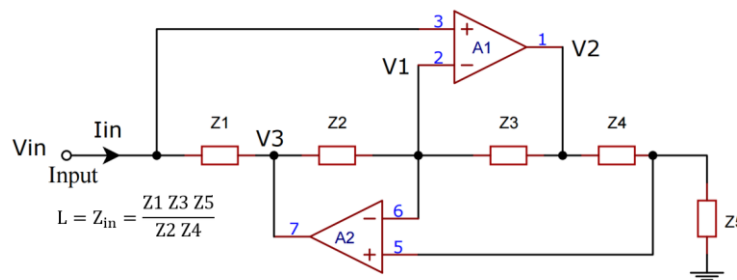 3
+
A1
1
V2
V1
2
−
Z1
V3
Z2
Z3
Z4
Iin
Vin
Input
L = Zin = Z1 Z3 Z5 / Z2 Z4
−
6
7
A2
+
5
Z5